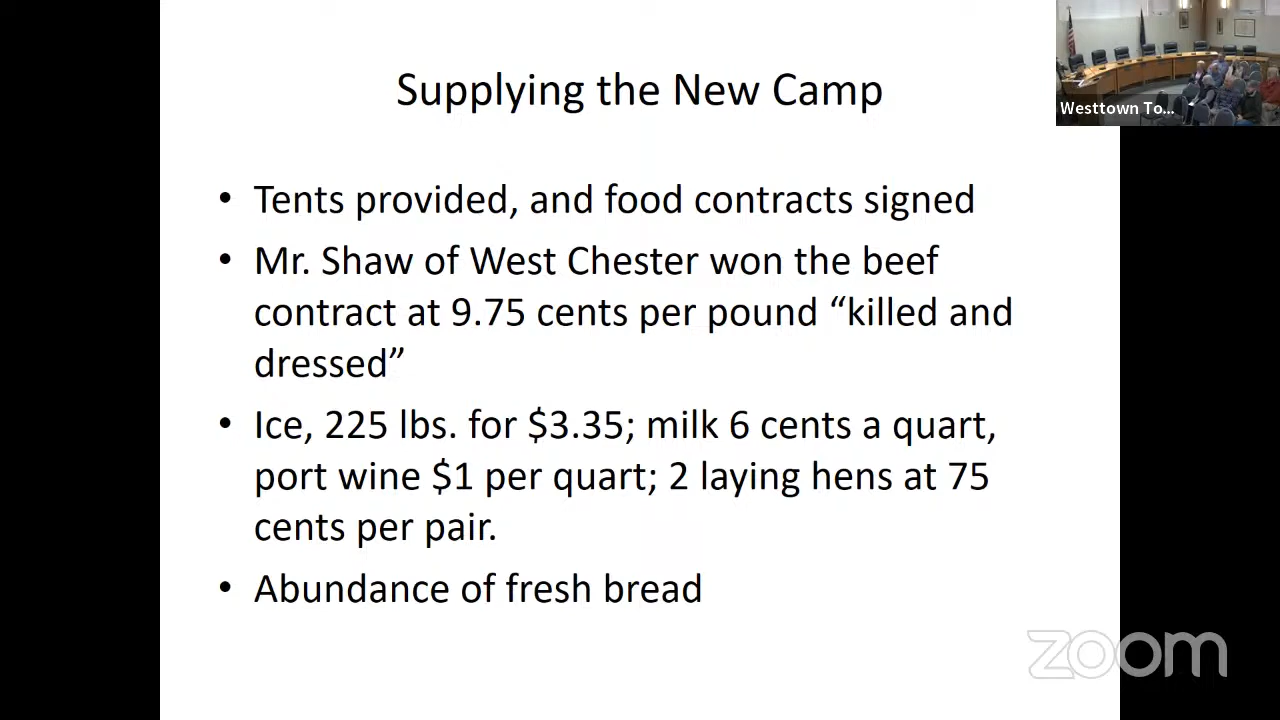 Supplying the New Camp
Westtown To...
• Tents provided, and food contracts signed
• Mr. Shaw of West Chester won the beef
contract at 9.75 cents per pound “killed and
dressed”
• Ice, 225 lbs. for $3.35; milk 6 cents a quart,
port wine $1 per quart; 2 laying hens at 75
cents per pair.
• Abundance of fresh bread
zoom